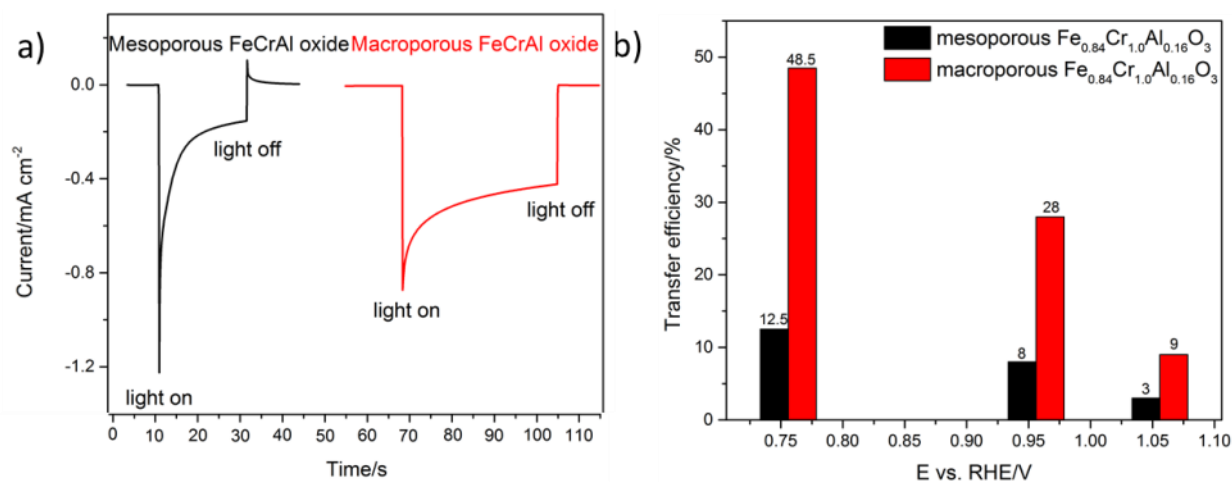 a)
Mesoporous FeCrAl oxide Macroporous FeCrAl oxide
0.0
-0.4
-0.8
-1.2
Current/mA cm⁻²
light on
light off
light on
light off
0 10 20 30 40 50 60 70 80 90 100 110
Time/s
b)
mesoporous Fe₀.₈₄Cr₁.₀Al₀.₁₆O₃
macroporous Fe₀.₈₄Cr₁.₀Al₀.₁₆O₃
50
40
30
20
10
0
Transfer efficiency/%
12.5
48.5
8
28
3
9
0.75 0.80 0.85 0.90 0.95 1.00 1.05 1.10
E vs. RHE/V